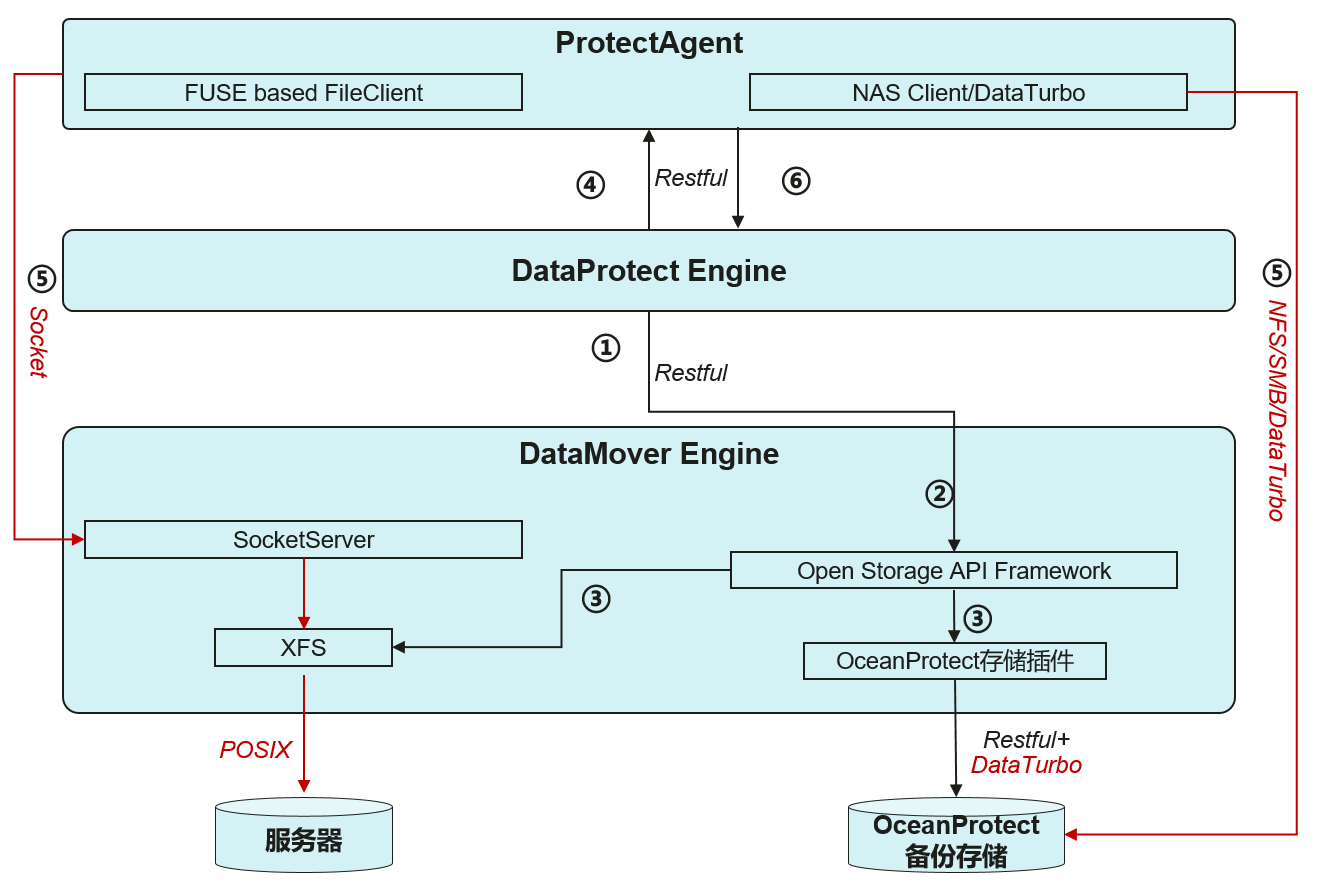 ProtectAgent
FUSE based FileClient
NAS Client/DataTurbo
④
Restful
⑥
DataProtect Engine
⑤
Socket
⑤
NFS/SMB/DataTurbo
①
Restful
DataMover Engine
②
SocketServer
Open Storage API Framework
③
③
XFS
OceanProtect存储插件
POSIX
Restful+
DataTurbo
服务器
OceanProtect
备份存储